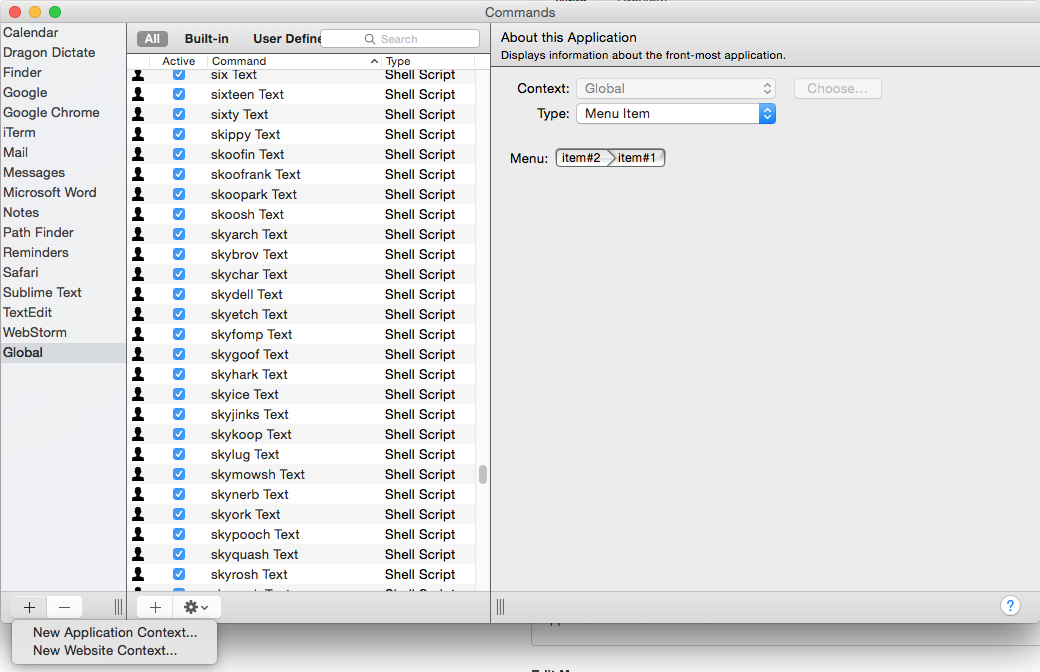 Commands
Calendar
Dragon Dictate
Finder
Google
Google Chrome
iTerm
Mail
Messages
Microsoft Word
Notes
Path Finder
Reminders
Safari
Sublime Text
TextEdit
WebStorm
Global
All Built-in User Define
Search
Active Command Type
six Text Shell Script
sixteen Text Shell Script
sixty Text Shell Script
skippy Text Shell Script
skoofin Text Shell Script
skoofrank Text Shell Script
skoopark Text Shell Script
skoosh Text Shell Script
skyarch Text Shell Script
skybrov Text Shell Script
skychar Text Shell Script
skydell Text Shell Script
skyetch Text Shell Script
skyfomp Text Shell Script
skygoof Text Shell Script
skyhark Text Shell Script
skyice Text Shell Script
skyjinks Text Shell Script
skykoop Text Shell Script
skylug Text Shell Script
skymowsh Text Shell Script
skynerb Text Shell Script
skyork Text Shell Script
skypooch Text Shell Script
skyquash Text Shell Script
skyrosh Text Shell Script
About this Application
Displays information about the front-most application.
Context: Global Choose...
Type: Menu Item
Menu: item#2 item#1
?
New Application Context...
New Website Context...